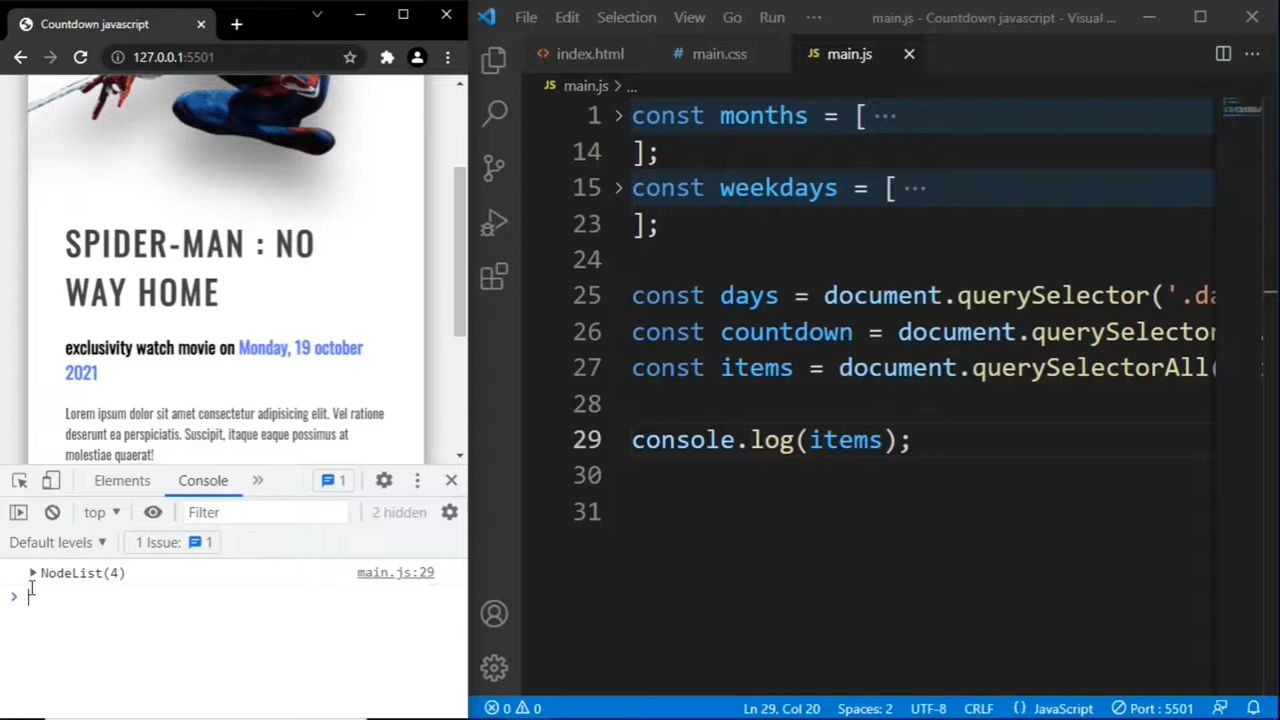 Countdown javascript
127.0.0.1:5501
SPIDER-MAN : NO
WAY HOME
exclusivity watch movie on Monday, 19 october
2021
Lorem ipsum dolor sit amet consectetur adipisicing elit. Vel ratione
deserunt ea perspiciatis. Suscipit, itaque eaque possimus at
molestiae quaerat!
Elements Console 1
top Filter 2 hidden
Default levels 1 Issue: 1
NodeList(4) main.js:29
File Edit Selection View Go Run ··· main.js - Countdown javascript - Visual ...
index.html main.css JS main.js
JS main.js > ...
1 const months = [ ···
14 ];
15 const weekdays = [ ···
23 ];
24
25 const days = document.querySelector('.da
26 const countdown = document.querySelector
27 const items = document.querySelectorAll(
28
29 console.log(items);
30
31
0 0 Ln 29, Col 20 Spaces: 2 UTF-8 CRLF {} JavaScript Port : 5501